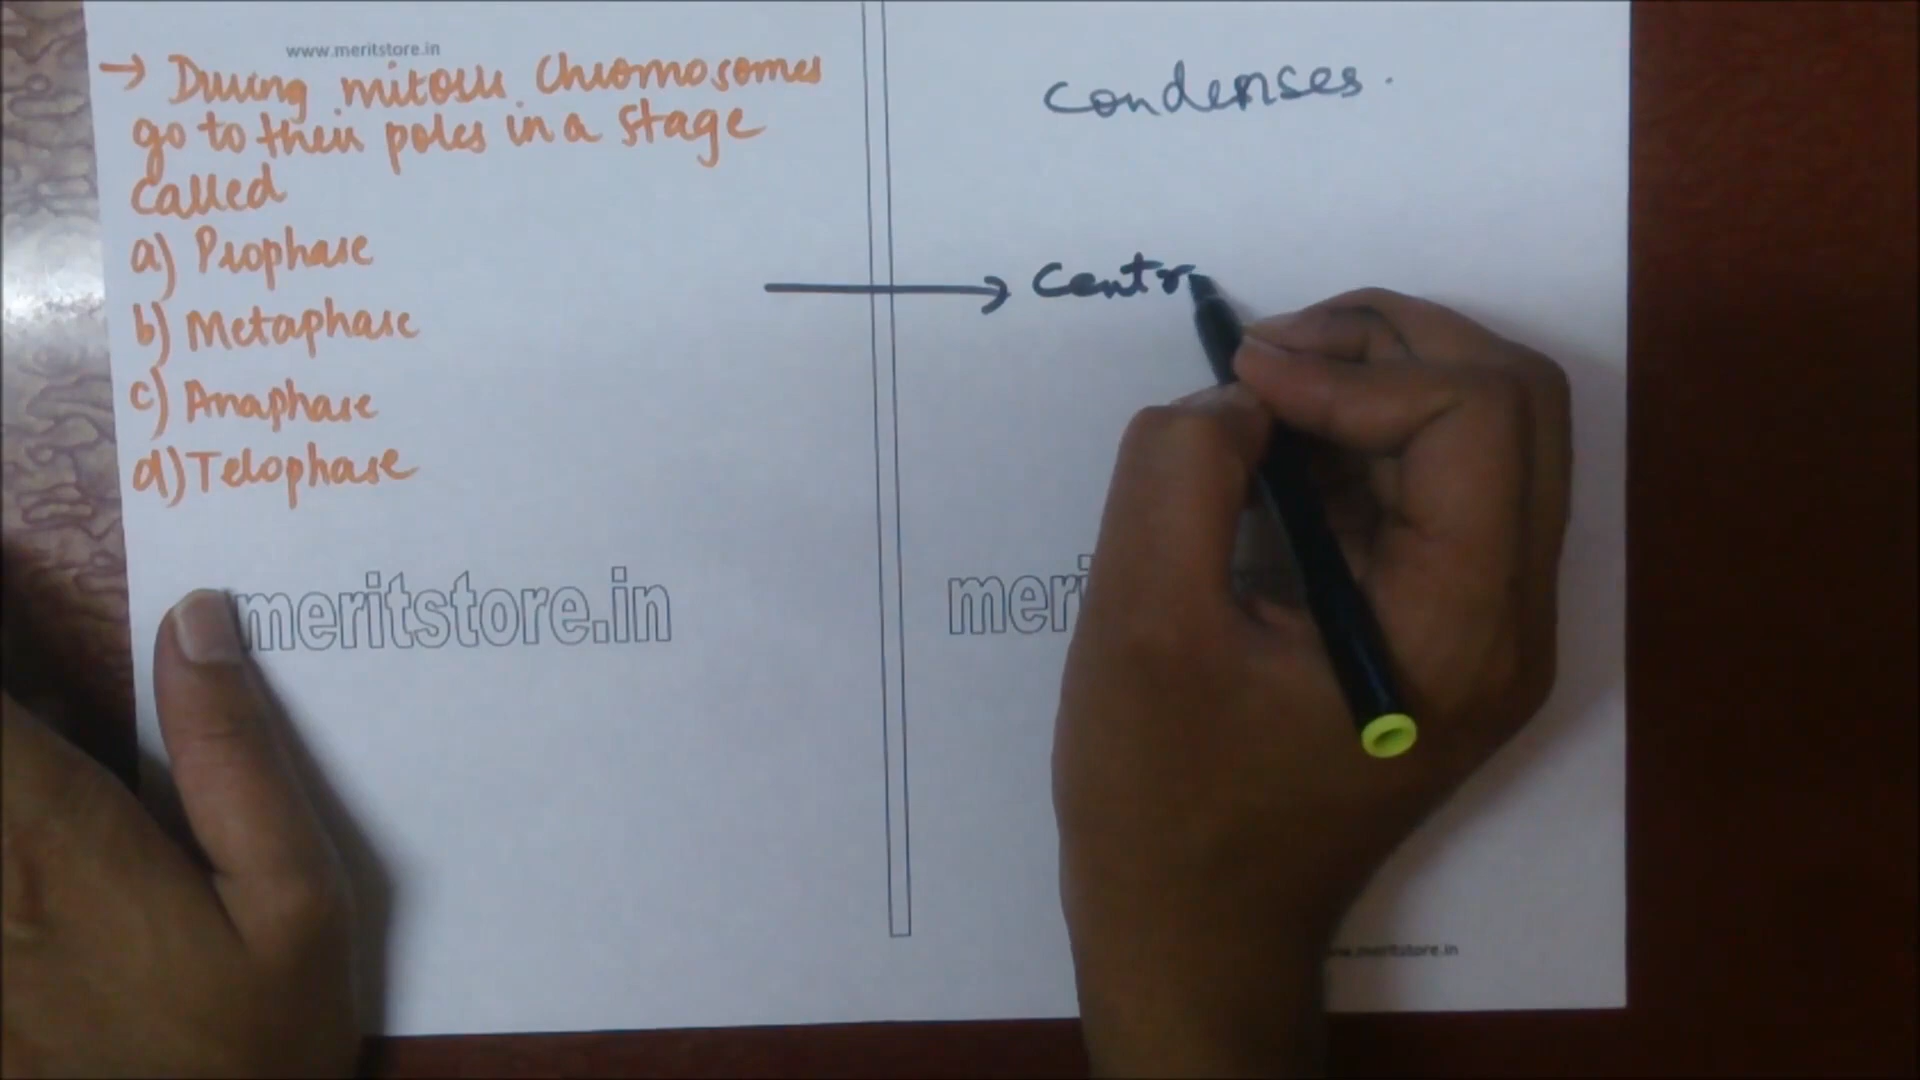 www.meritstore.in
→ During mitosis chromosomes
go to their poles in a stage
called
a) Prophase
b) Metaphase
c) Anaphase
d) Telophase
meritstore.in
condenses.
→ Centr
meri
www.meritstore.in